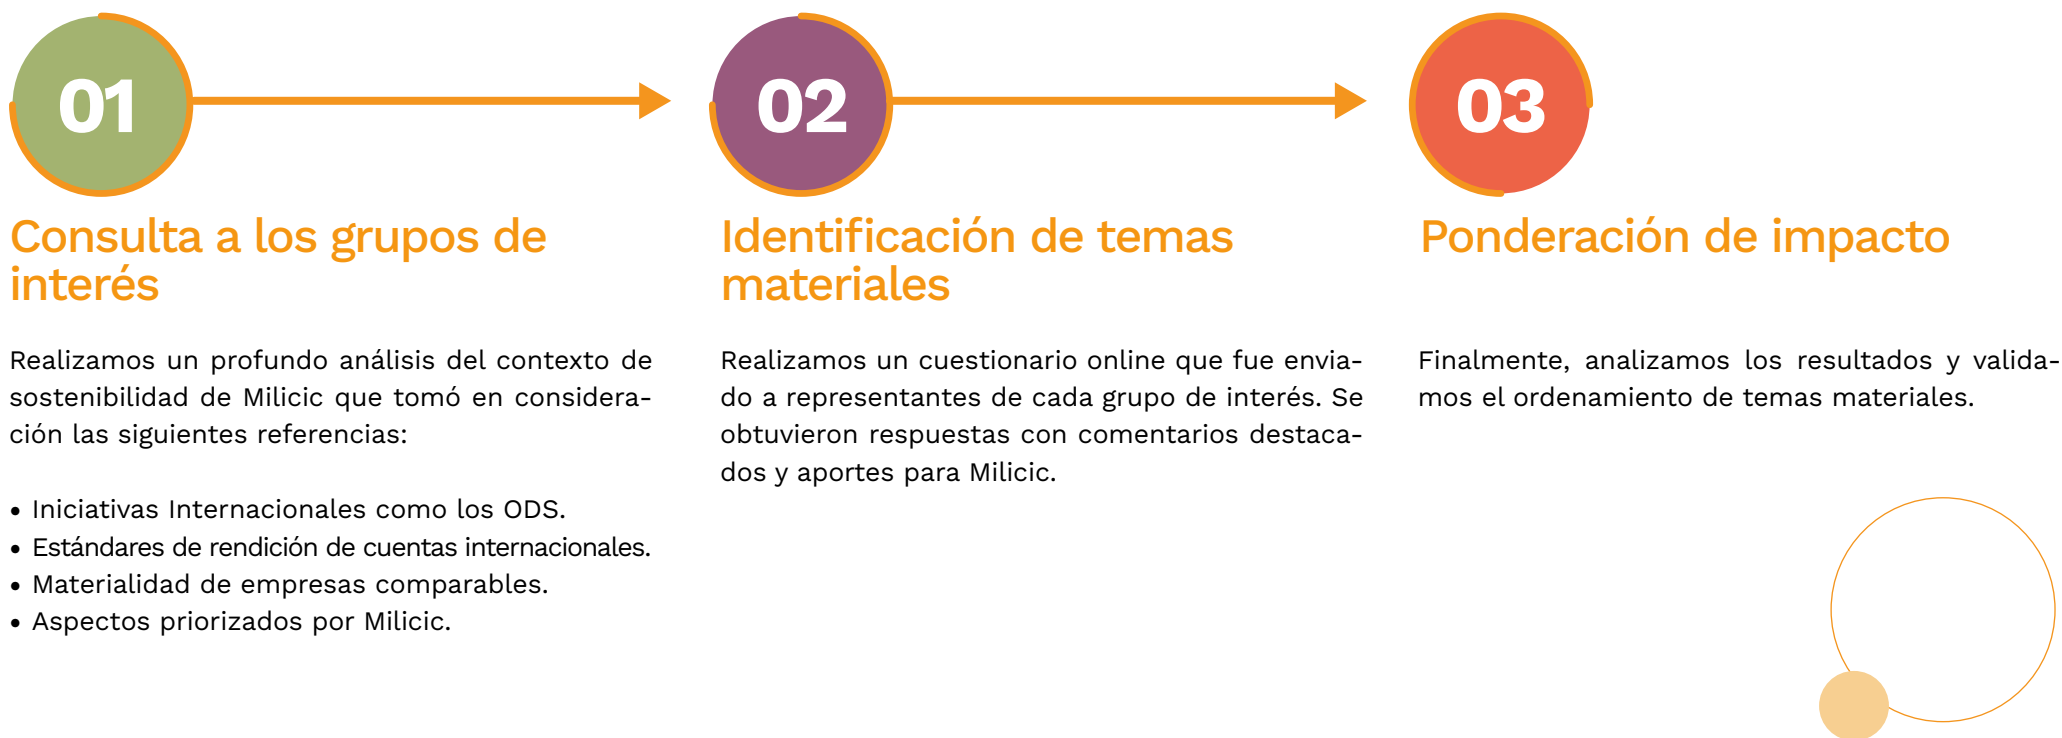 01
Consulta a los grupos de
interés
Realizamos un profundo análisis del contexto de
sostenibilidad de Milicic que tomó en considera-
ción las siguientes referencias:
• Iniciativas Internacionales como los ODS.
• Estándares de rendición de cuentas internacionales.
• Materialidad de empresas comparables.
• Aspectos priorizados por Milicic.
02
Identificación de temas
materiales
Realizamos un cuestionario online que fue envia-
do a representantes de cada grupo de interés. Se
obtuvieron respuestas con comentarios destaca-
dos y aportes para Milicic.
03
Ponderación de impacto
Finalmente, analizamos los resultados y valida-
mos el ordenamiento de temas materiales.